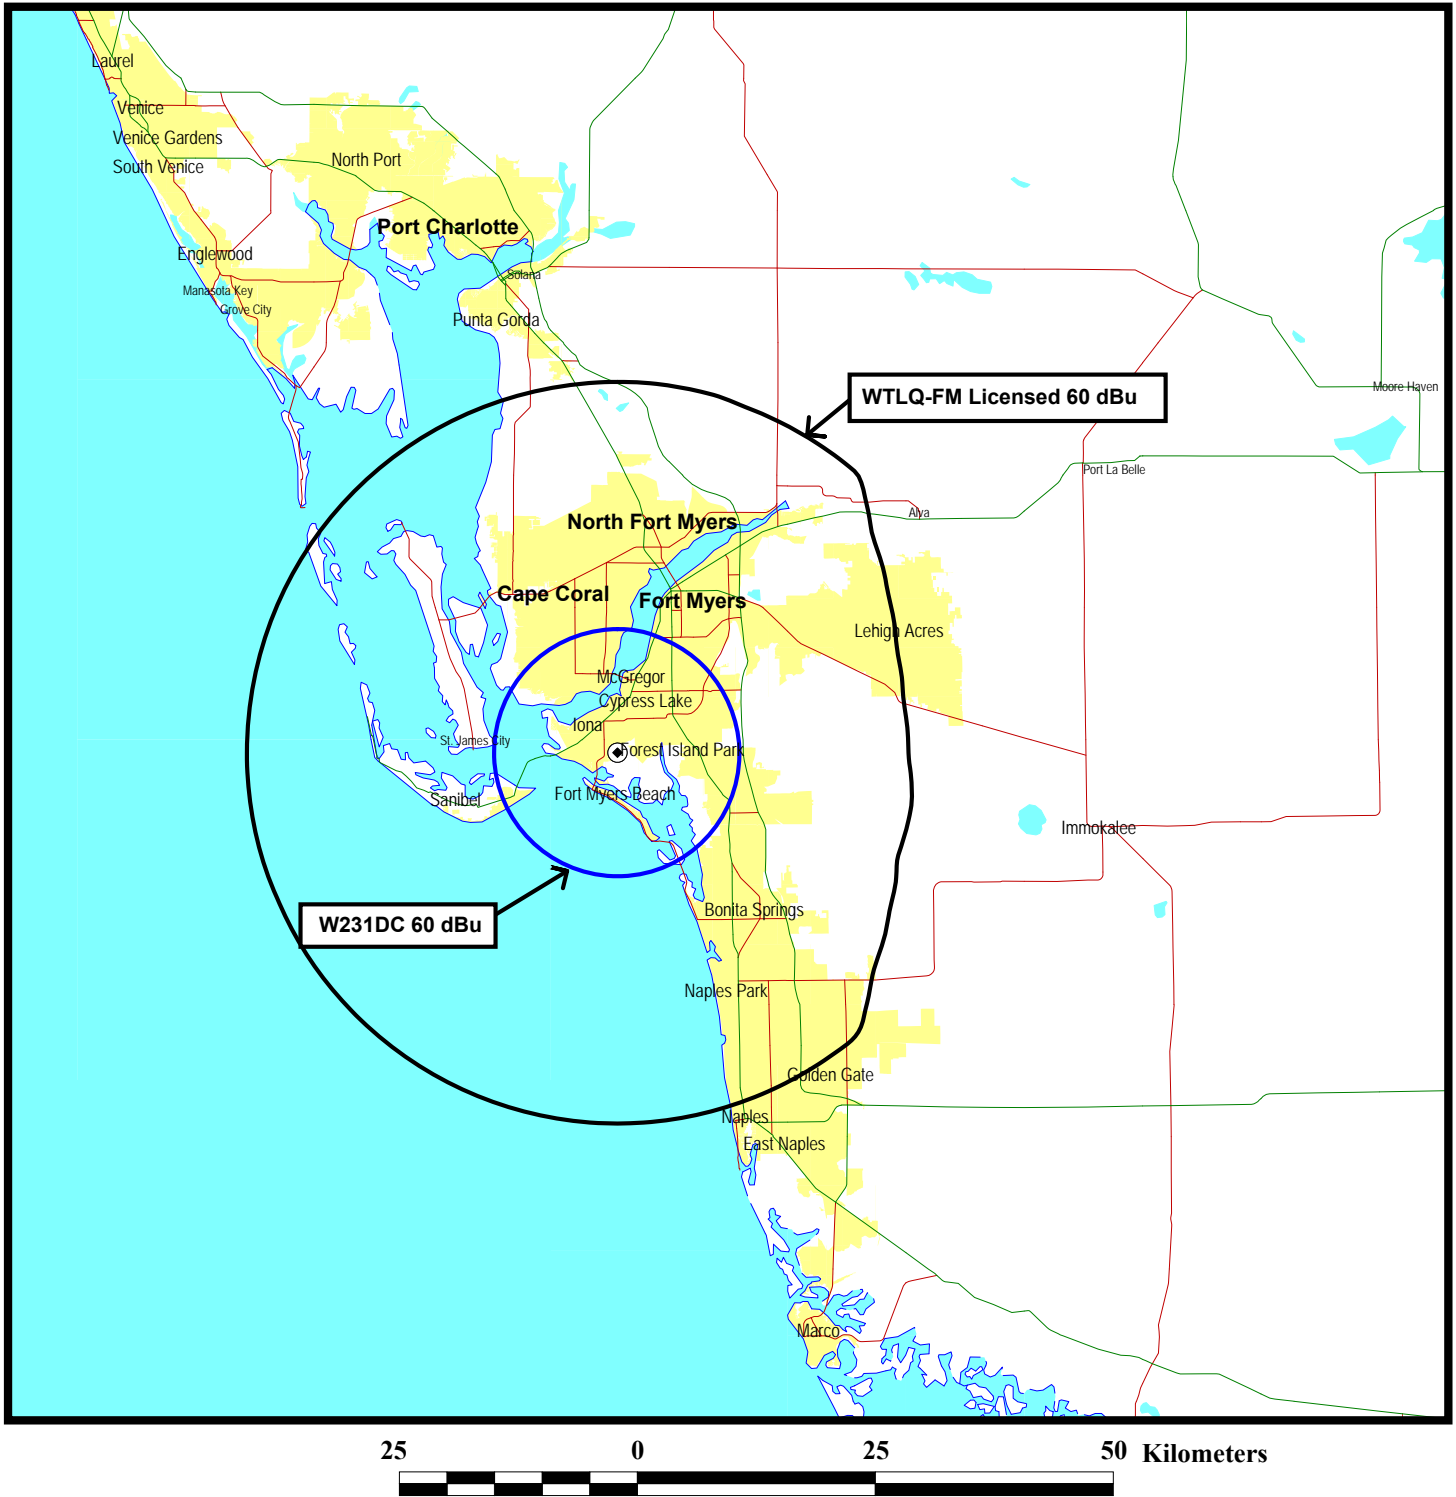 Laurel
Venice
Venice Gardens
South Venice
North Port
Port Charlotte
Englewood
Solana
Manasota Key
Grove City
Punta Gorda
WTLQ-FM Licensed 60 dBu
Moore Haven
Port La Belle
Alva
North Fort Myers
Cape Coral
Fort Myers
Lehigh Acres
McGregor
Cypress Lake
Iona
St. James City
Forest Island Park
Sanibel
Fort Myers Beach
Immokalee
Bonita Springs
W231DC 60 dBu
Naples Park
Golden Gate
Naples
East Naples
Marco
25 0 25 50 Kilometers